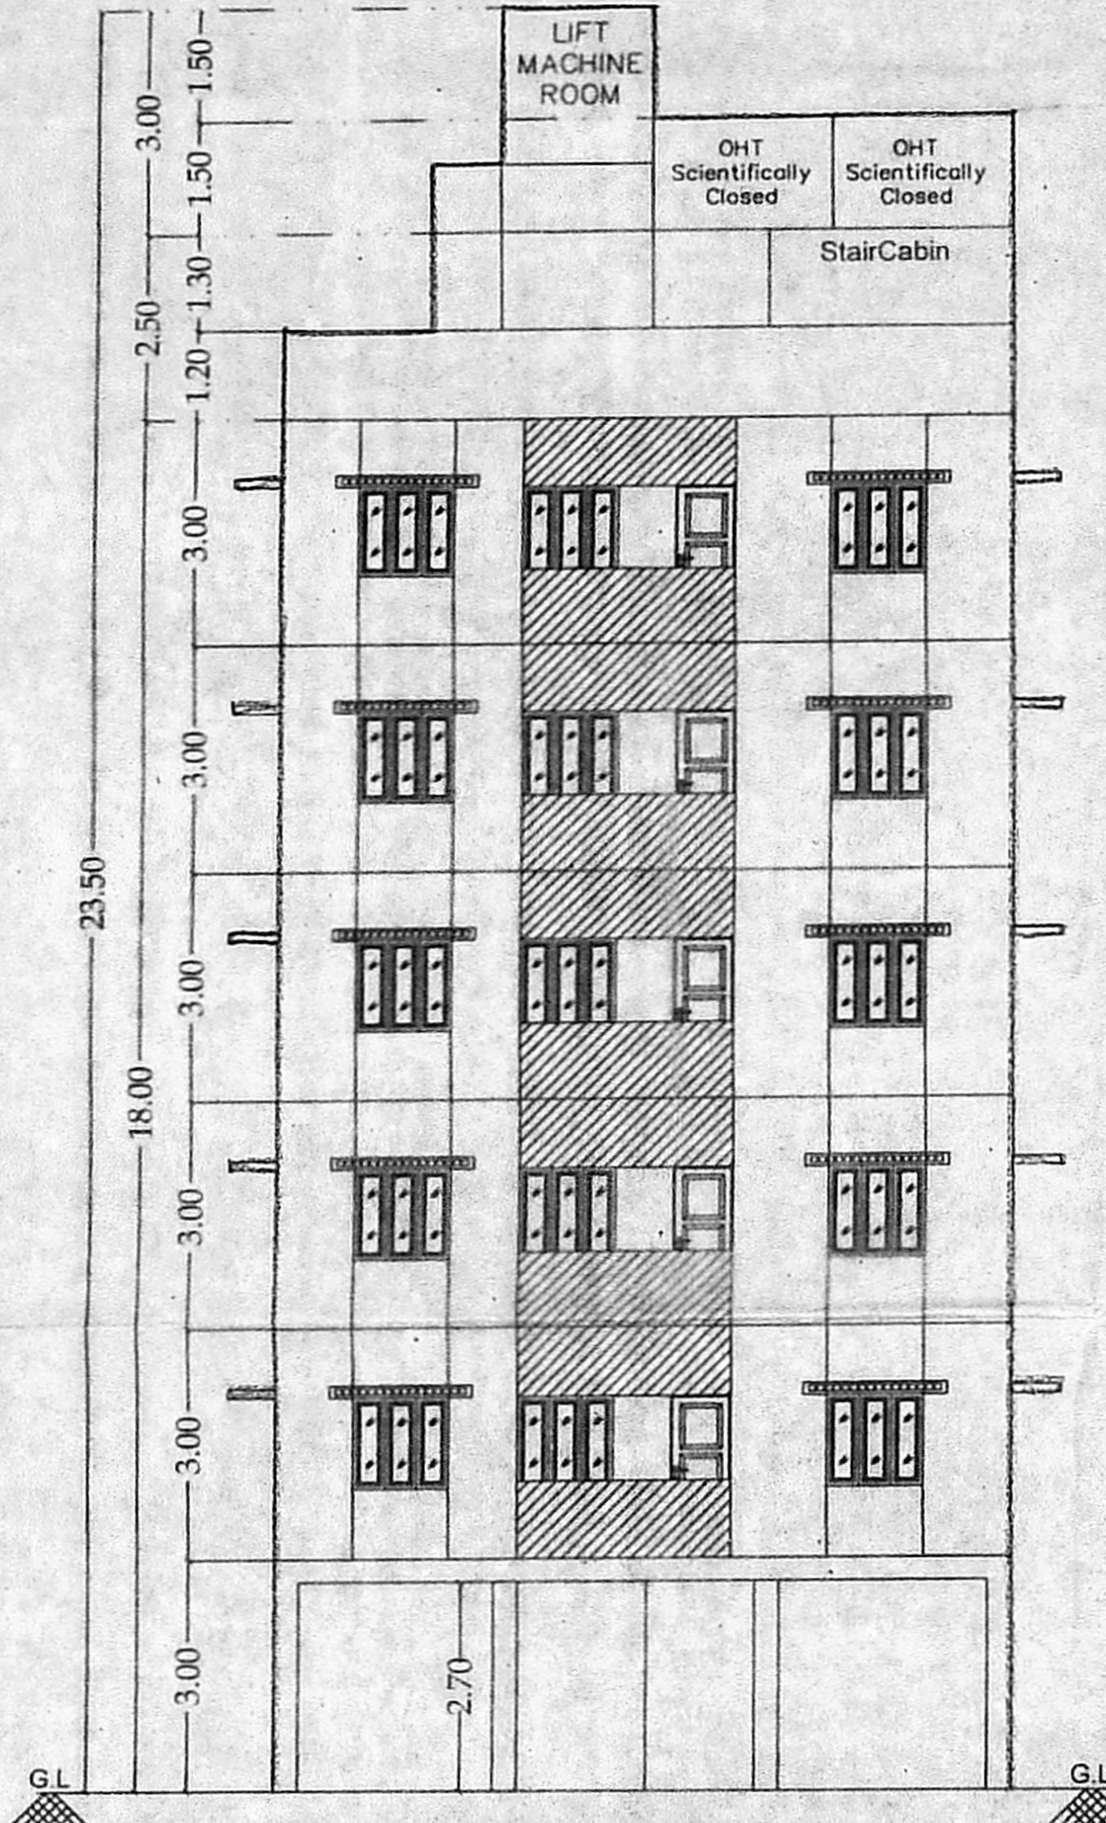 LIFT
MACHINE
ROOM
OHT
Scientifically
Closed
OHT
Scientifically
Closed
StairCabin
1.50
3.00
1.50
1.30
2.50
1.20
3.00
3.00
23.50
3.00
18.00
3.00
3.00
3.00
2.70
G.L
G.L